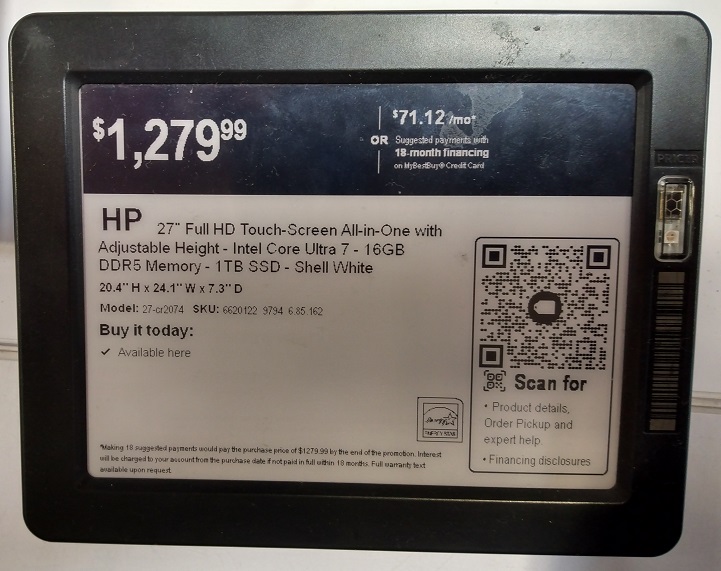 PRICER
$1,279⁹⁹
OR
$71.12 /mo*
Suggested payments with
18-month financing
on MyBestBuy® Credit Card
HP 27" Full HD Touch-Screen All-in-One with
Adjustable Height - Intel Core Ultra 7 - 16GB
DDR5 Memory - 1TB SSD - Shell White
20.4" H x 24.1" W x 7.3" D
Model: 27-cr2074 SKU: 6620122 9794 6.85.162
Buy it today:
✓ Available here
Scan for
• Product details,
Order Pickup and
expert help.
• Financing disclosures
ENERGY STAR
*Making 18 suggested payments would pay the purchase price of $1279.99 by the end of the promotion. Interest
will be charged to your account from the purchase date if not paid in full within 18 months. Full warranty text
available upon request.